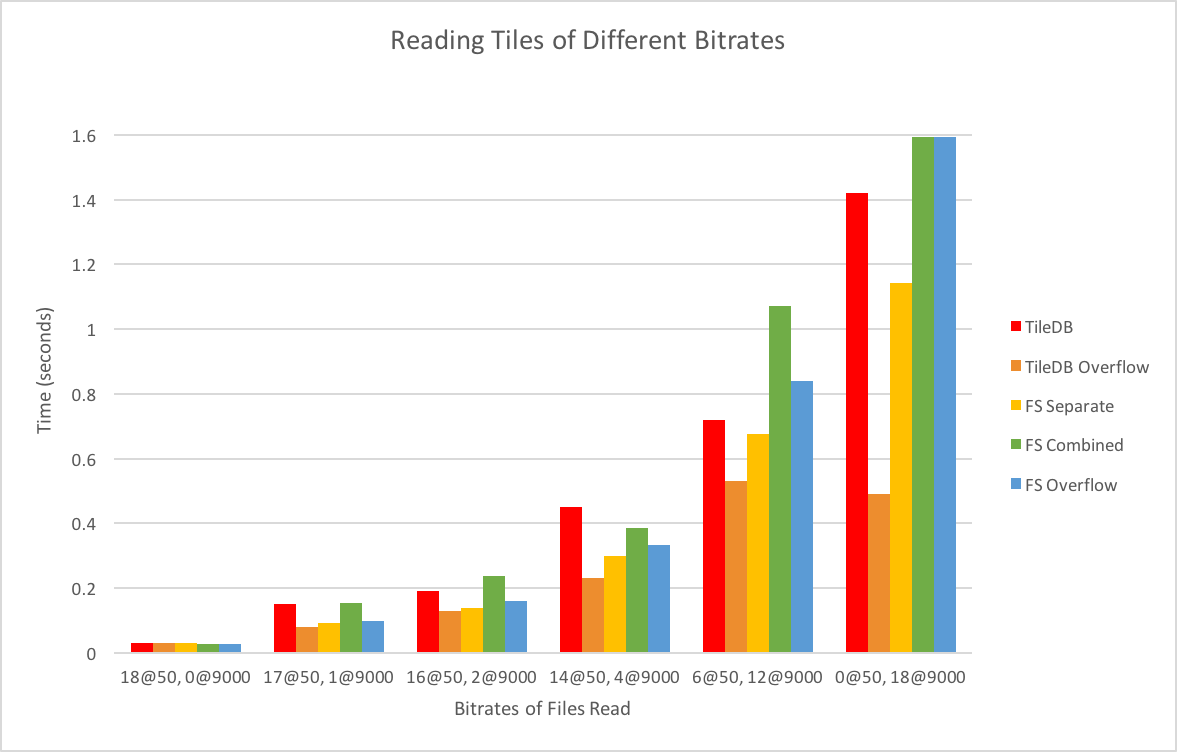 Reading Tiles of Different Bitrates
1.6
1.4
1.2
1
0.8
0.6
0.4
0.2
0
Time (seconds)
18@50, 0@9000
17@50, 1@9000
16@50, 2@9000
14@50, 4@9000
6@50, 12@9000
0@50, 18@9000
Bitrates of Files Read
TileDB
TileDB Overflow
FS Separate
FS Combined
FS Overflow